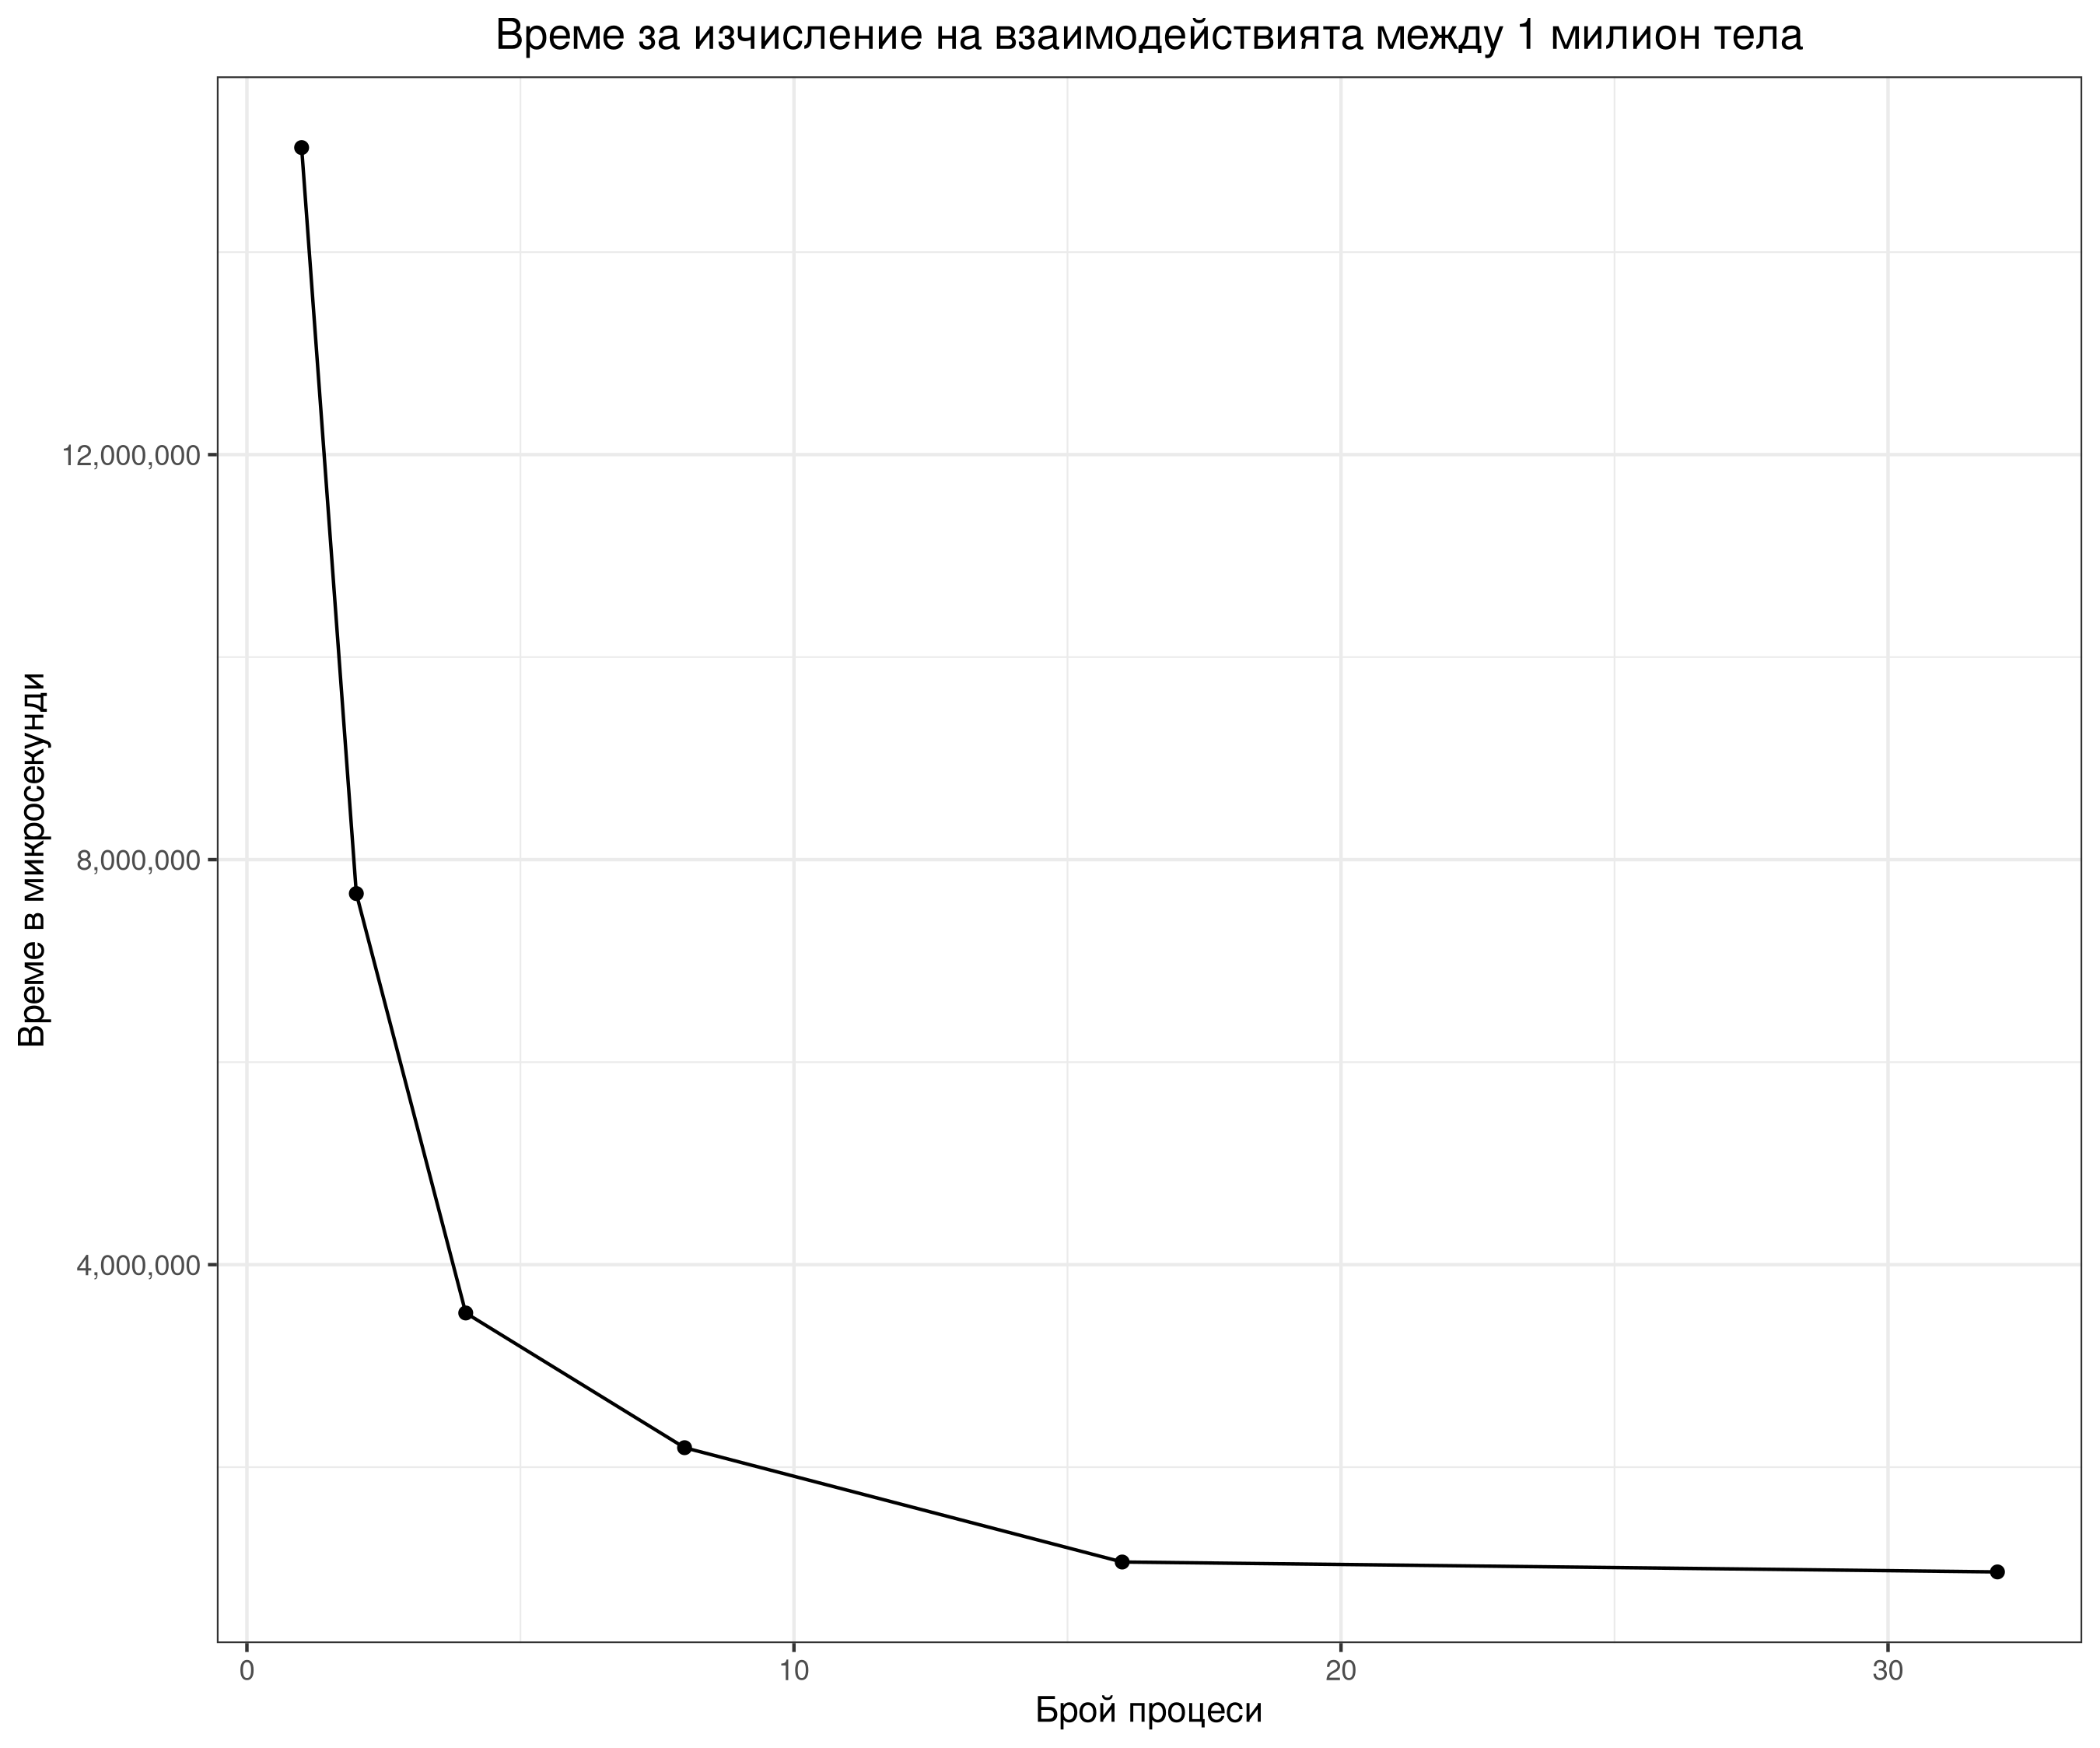 Време за изчисление на взаимодействията между 1 милион тела
Време в микросекунди
12,000,000
8,000,000
4,000,000
0 10 20 30
Брой процеси